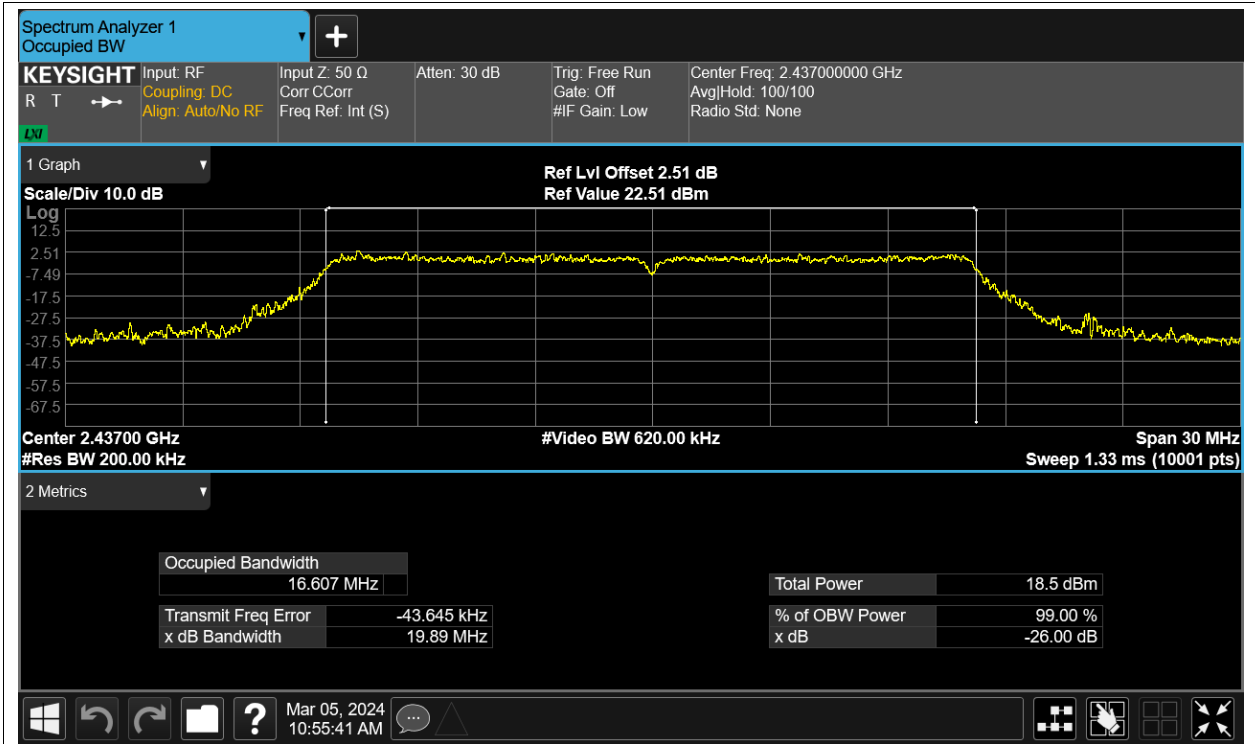 Spectrum Analyzer 1
Occupied BW
KEYSIGHT
R T
LXI
Input: RF
Coupling: DC
Align: Auto/No RF
Input Z: 50 Ω
Corr CCorr
Freq Ref: Int (S)
Atten: 30 dB
Trig: Free Run
Gate: Off
#IF Gain: Low
Center Freq: 2.437000000 GHz
Avg|Hold: 100/100
Radio Std: None
1 Graph
Scale/Div 10.0 dB
Ref Lvl Offset 2.51 dB
Ref Value 22.51 dBm
Log
12.5
2.51
-7.49
-17.5
-27.5
-37.5
-47.5
-57.5
-67.5
Center 2.43700 GHz
#Res BW 200.00 kHz
#Video BW 620.00 kHz
Span 30 MHz
Sweep 1.33 ms (10001 pts)
2 Metrics
Occupied Bandwidth
16.607 MHz
Transmit Freq Error -43.645 kHz
x dB Bandwidth 19.89 MHz
Total Power 18.5 dBm
% of OBW Power 99.00 %
x dB -26.00 dB
?
Mar 05, 2024
10:55:41 AM